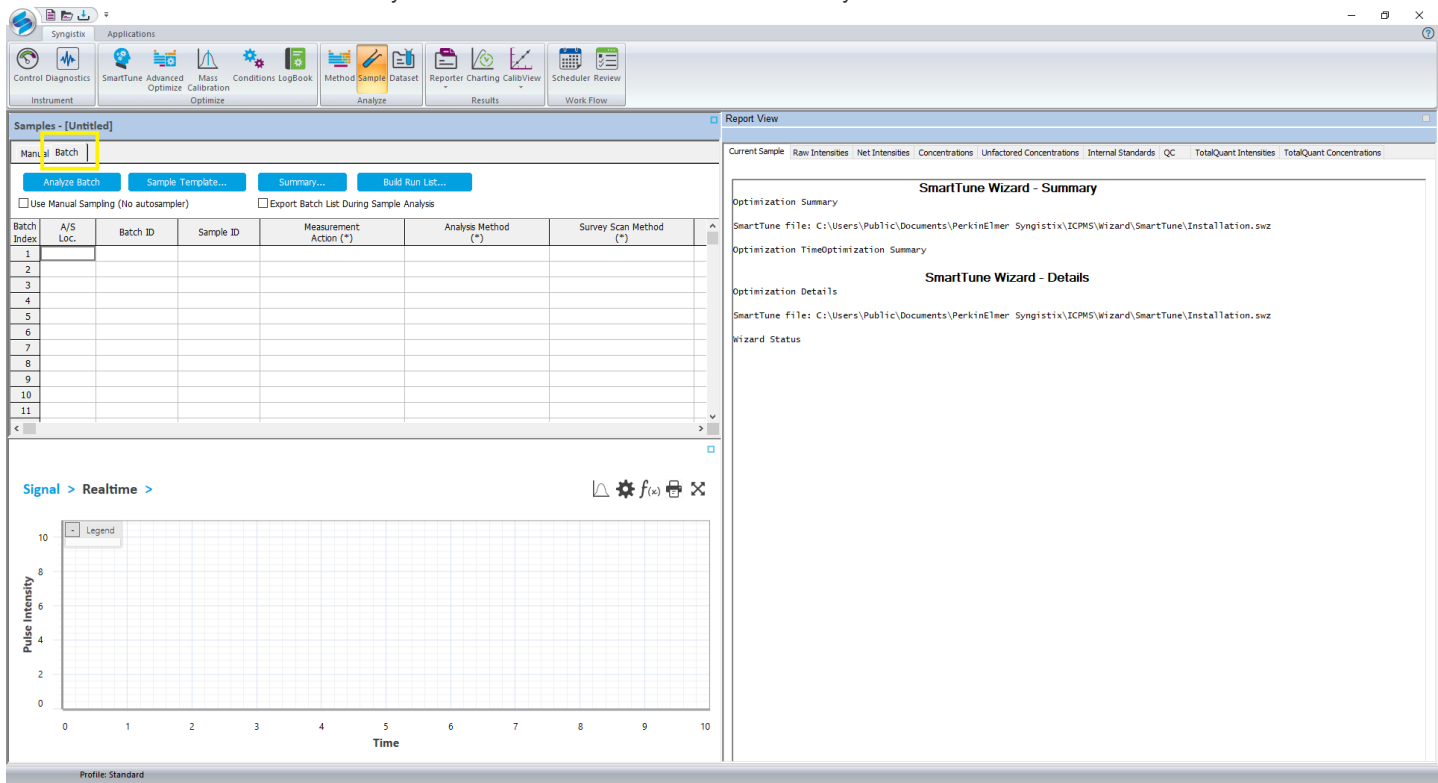 Syngistix Applications
Control Diagnostics SmartTune Advanced Optimize Mass Calibration Conditions LogBook Method Sample Dataset Reporter Charting CalibView Scheduler Review
Instrument Optimize Analyze Results Work Flow
Samples - [Untitled]
Manual Batch
Analyze Batch Sample Template... Summary... Build Run List...
Use Manual Sampling (No autosampler) Export Batch List During Sample Analysis
Batch Index A/S Loc. Batch ID Sample ID Measurement Action (*) Analysis Method (*) Survey Scan Method (*)
1
2
3
4
5
6
7
8
9
10
11
Signal > Realtime >
f(x)
- Legend
Pulse Intensity
10
8
6
4
2
0
0 1 2 3 4 5 6 7 8 9 10
Time
Report View
Current Sample Raw Intensities Net Intensities Concentrations Unfactored Concentrations Internal Standards QC TotalQuant Intensities TotalQuant Concentrations
SmartTune Wizard - Summary
Optimization Summary
SmartTune file: C:\Users\Public\Documents\PerkinElmer Syngistix\ICPMS\Wizard\SmartTune\Installation.swz
Optimization TimeOptimization Summary
SmartTune Wizard - Details
Optimization Details
SmartTune file: C:\Users\Public\Documents\PerkinElmer Syngistix\ICPMS\Wizard\SmartTune\Installation.swz
Wizard Status
Profile: Standard